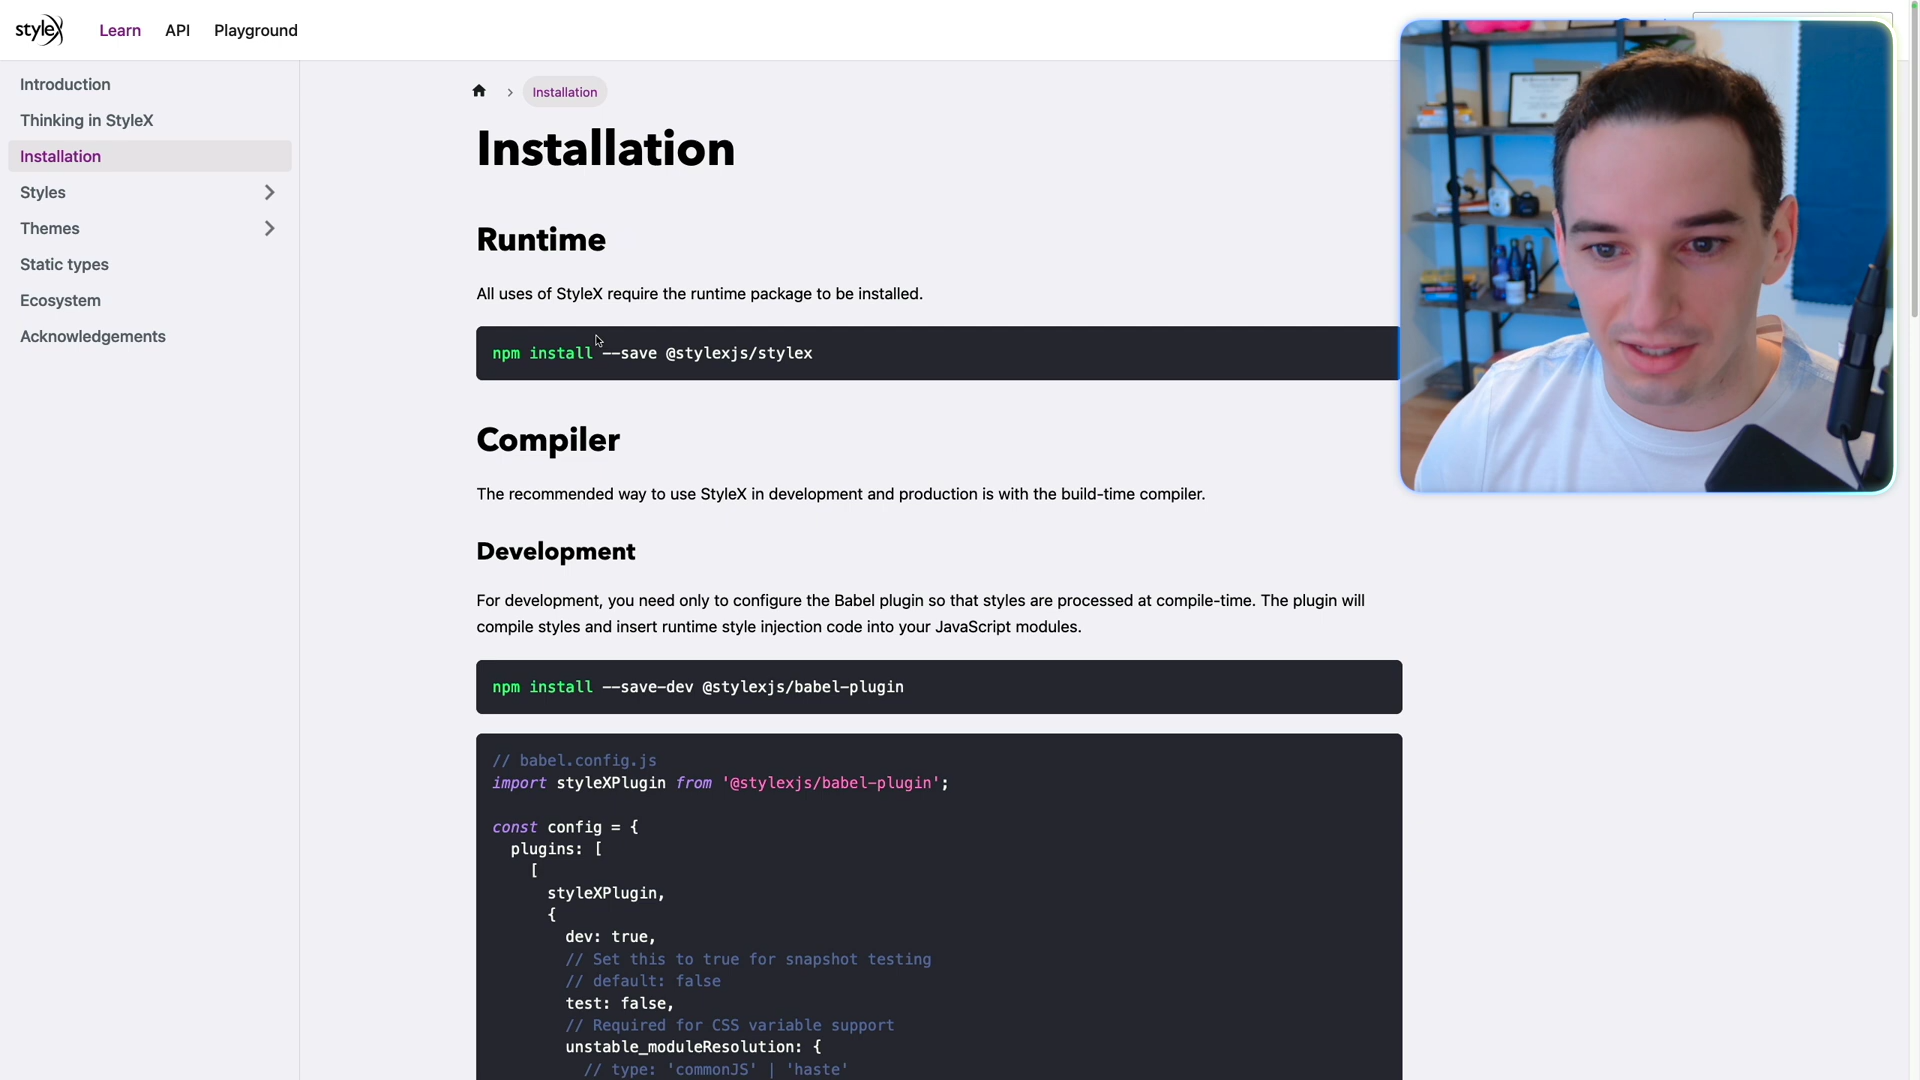 styleX
Learn
API
Playground
Introduction
Thinking in StyleX
Installation
Styles
Themes
Static types
Ecosystem
Acknowledgements
Installation
Installation
Runtime
All uses of StyleX require the runtime package to be installed.
npm install --save @stylexjs/stylex
Compiler
The recommended way to use StyleX in development and production is with the build-time compiler.
Development
For development, you need only to configure the Babel plugin so that styles are processed at compile-time. The plugin will
compile styles and insert runtime style injection code into your JavaScript modules.
npm install --save-dev @stylexjs/babel-plugin
// babel.config.js
import styleXPlugin from '@stylexjs/babel-plugin';
const config = {
plugins: [
[
styleXPlugin,
{
dev: true,
// Set this to true for snapshot testing
// default: false
test: false,
// Required for CSS variable support
unstable_moduleResolution: {
// type: 'commonJS' | 'haste'